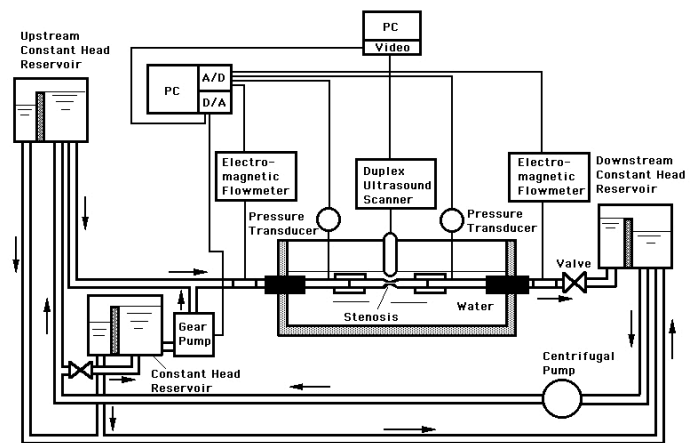 Upstream
Constant Head
Reservoir
PC
Video
PC
A/D
D/A
Electro-
magnetic
Flowmeter
Duplex
Ultrasound
Scanner
Electro-
magnetic
Flowmeter
Downstream
Constant Head
Reservoir
Pressure
Transducer
Pressure
Transducer
Valve
Water
Stenosis
Gear
Pump
Constant Head
Reservoir
Centrifugal
Pump